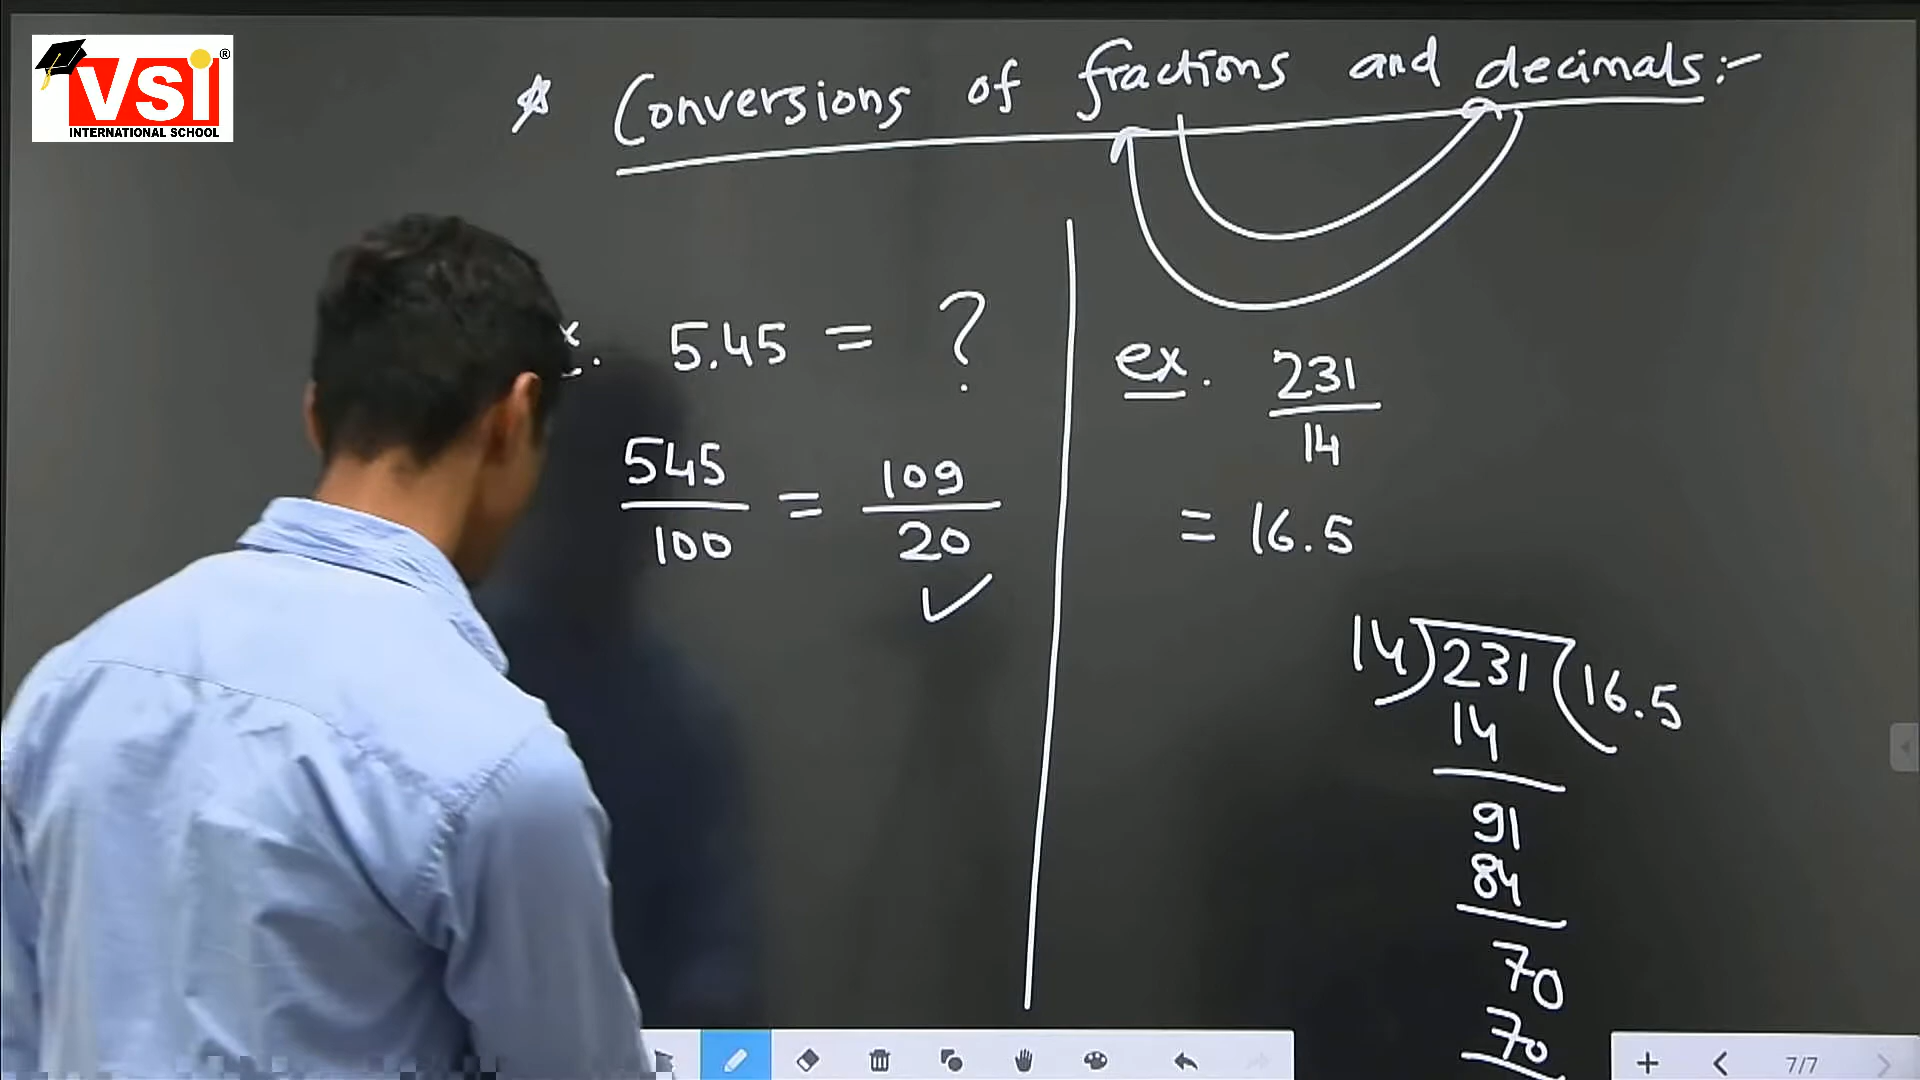 VSI ®
INTERNATIONAL SCHOOL
Conversions of fractions and decimals:-
x. 5.45 = ?
545/100 = 109/20
ex. 231/14
= 16.5
14)231(16.5
14
91
84
70
70
7/7